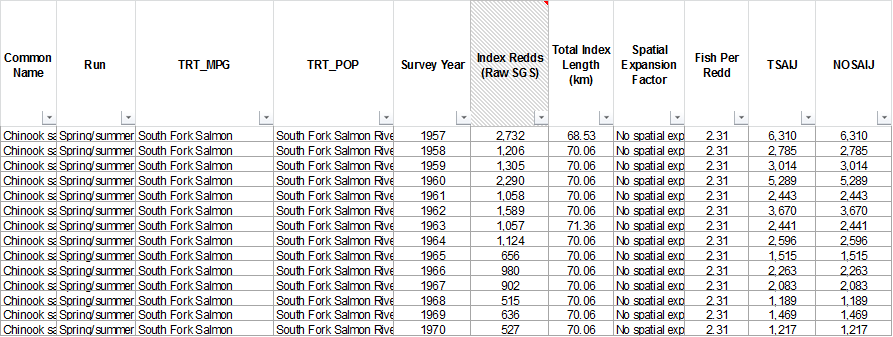 Common Name Run TRT_MPG TRT_POP Survey Year Index Redds (Raw SGS) Total Index Length (km) Spatial Expansion Factor Fish Per Redd TSAIJ NOSAIJ
Chinook sa Spring/summer South Fork Salmon South Fork Salmon Rive 1957 2,732 68.53 No spatial exp 2.31 6,310 6,310
Chinook sa Spring/summer South Fork Salmon South Fork Salmon Rive 1958 1,206 70.06 No spatial exp 2.31 2,785 2,785
Chinook sa Spring/summer South Fork Salmon South Fork Salmon Rive 1959 1,305 70.06 No spatial exp 2.31 3,014 3,014
Chinook sa Spring/summer South Fork Salmon South Fork Salmon Rive 1960 2,290 70.06 No spatial exp 2.31 5,289 5,289
Chinook sa Spring/summer South Fork Salmon South Fork Salmon Rive 1961 1,058 70.06 No spatial exp 2.31 2,443 2,443
Chinook sa Spring/summer South Fork Salmon South Fork Salmon Rive 1962 1,589 70.06 No spatial exp 2.31 3,670 3,670
Chinook sa Spring/summer South Fork Salmon South Fork Salmon Rive 1963 1,057 71.36 No spatial exp 2.31 2,441 2,441
Chinook sa Spring/summer South Fork Salmon South Fork Salmon Rive 1964 1,124 70.06 No spatial exp 2.31 2,596 2,596
Chinook sa Spring/summer South Fork Salmon South Fork Salmon Rive 1965 656 70.06 No spatial exp 2.31 1,515 1,515
Chinook sa Spring/summer South Fork Salmon South Fork Salmon Rive 1966 980 70.06 No spatial exp 2.31 2,263 2,263
Chinook sa Spring/summer South Fork Salmon South Fork Salmon Rive 1967 902 70.06 No spatial exp 2.31 2,083 2,083
Chinook sa Spring/summer South Fork Salmon South Fork Salmon Rive 1968 515 70.06 No spatial exp 2.31 1,189 1,189
Chinook sa Spring/summer South Fork Salmon South Fork Salmon Rive 1969 636 70.06 No spatial exp 2.31 1,469 1,469
Chinook sa Spring/summer South Fork Salmon South Fork Salmon Rive 1970 527 70.06 No spatial exp 2.31 1,217 1,217